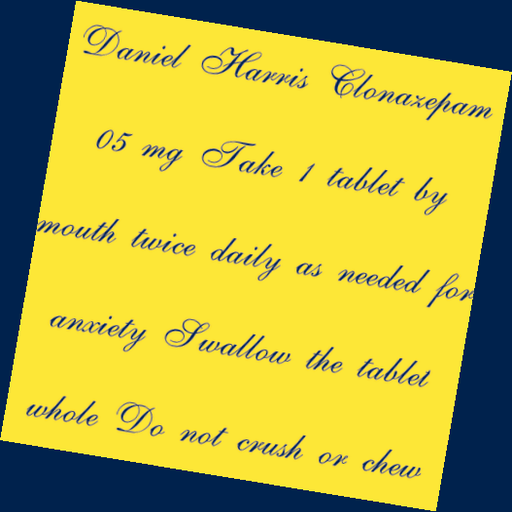 Daniel Harris Clonazepam
05 mg Take 1 tablet by
mouth twice daily as needed for
anxiety Swallow the tablet
whole Do not crush or chew